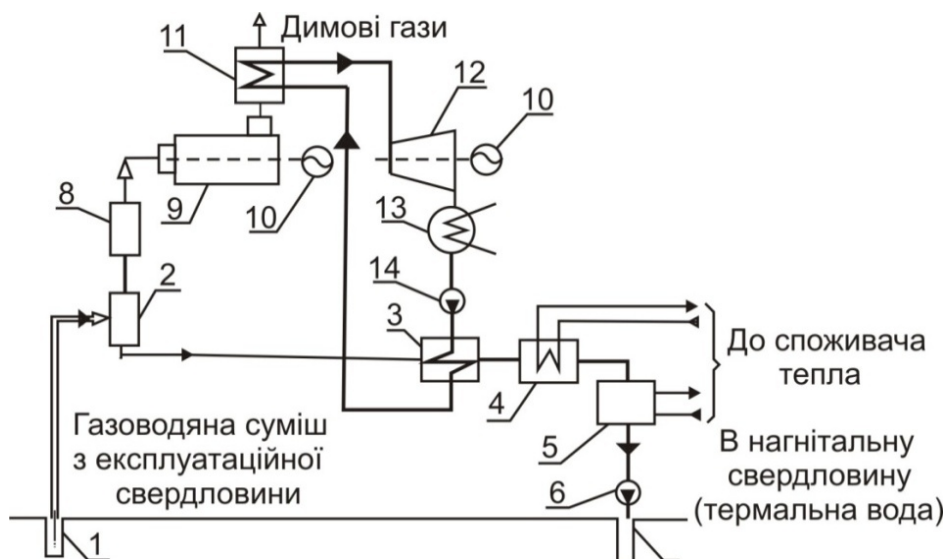 11
Димові гази
12
10
8
9
10
13
2
14
3
До споживача
тепла
4
Газоводяна суміш
з експлуатаційної
свердловини
5
В нагнітальну
свердловину
(термальна вода)
6
1